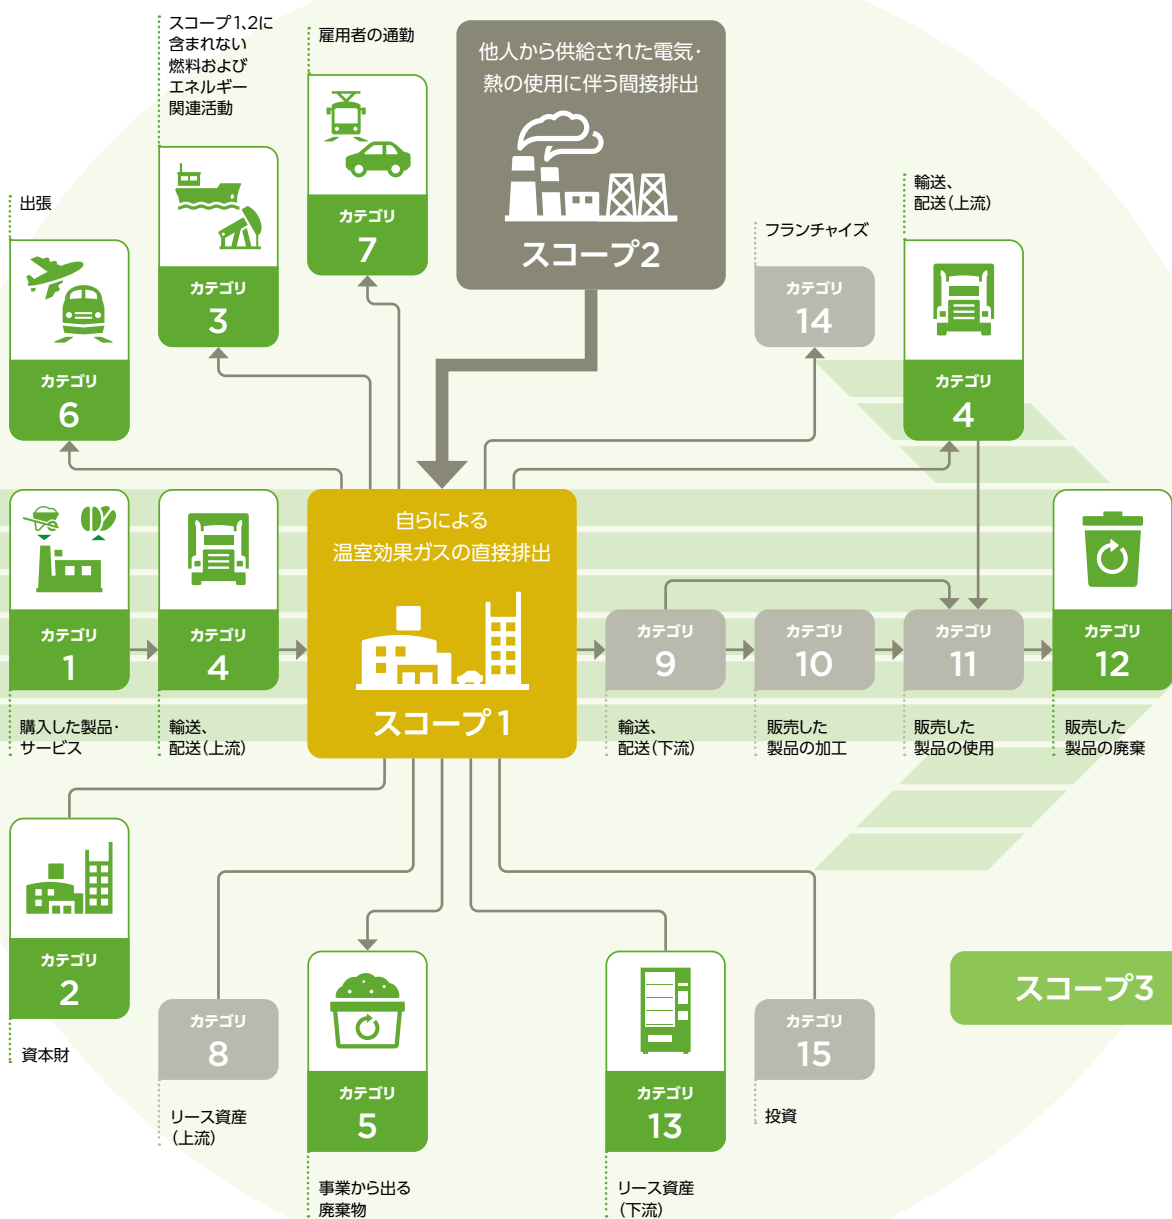 スコープ1､2に
含まれない
燃料および
エネルギー
関連活動
雇用者の通勤
他人から供給された電気・
熱の使用に伴う間接排出
スコープ2
出張
カテゴリ
6
カテゴリ
3
カテゴリ
7
フランチャイズ
カテゴリ
14
輸送、
配送(上流)
カテゴリ
4
カテゴリ
1
購入した製品・
サービス
カテゴリ
4
輸送、
配送(上流)
自らによる
温室効果ガスの直接排出
スコープ1
カテゴリ
9
輸送、
配送(下流)
カテゴリ
10
販売した
製品の加工
カテゴリ
11
販売した
製品の使用
カテゴリ
12
販売した
製品の廃棄
カテゴリ
2
資本財
カテゴリ
8
リース資産
(上流)
カテゴリ
5
事業から出る
廃棄物
カテゴリ
13
リース資産
(下流)
カテゴリ
15
投資
スコープ3